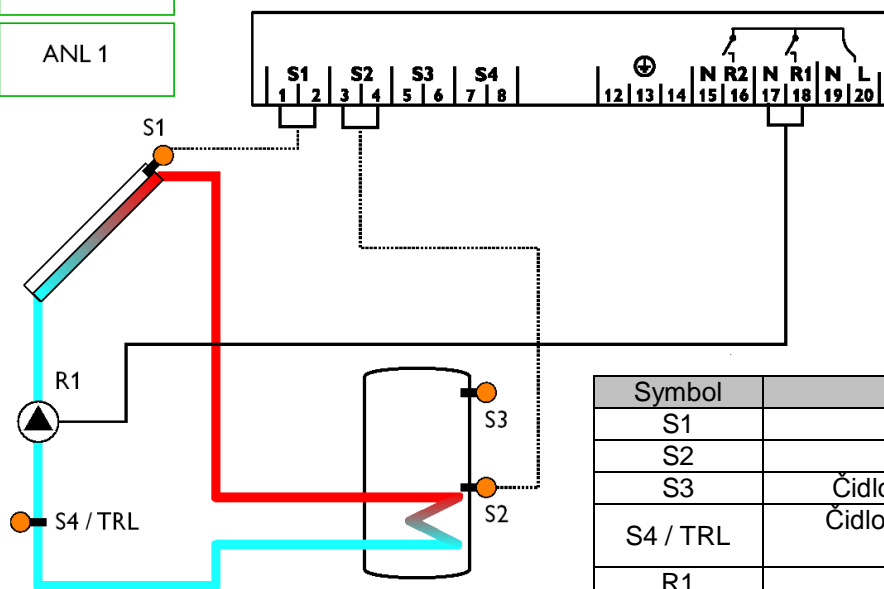 ANL 1
S1 S2 S3 S4 N R2 N R1 N L
1 2 3 4 5 6 7 8 12 13 14 15 16 17 18 19 20
S1
R1
S3
S2
S4 / TRL
Symbol
S1
S2
S3 Čidlo
S4 / TRL Čidlo
R1